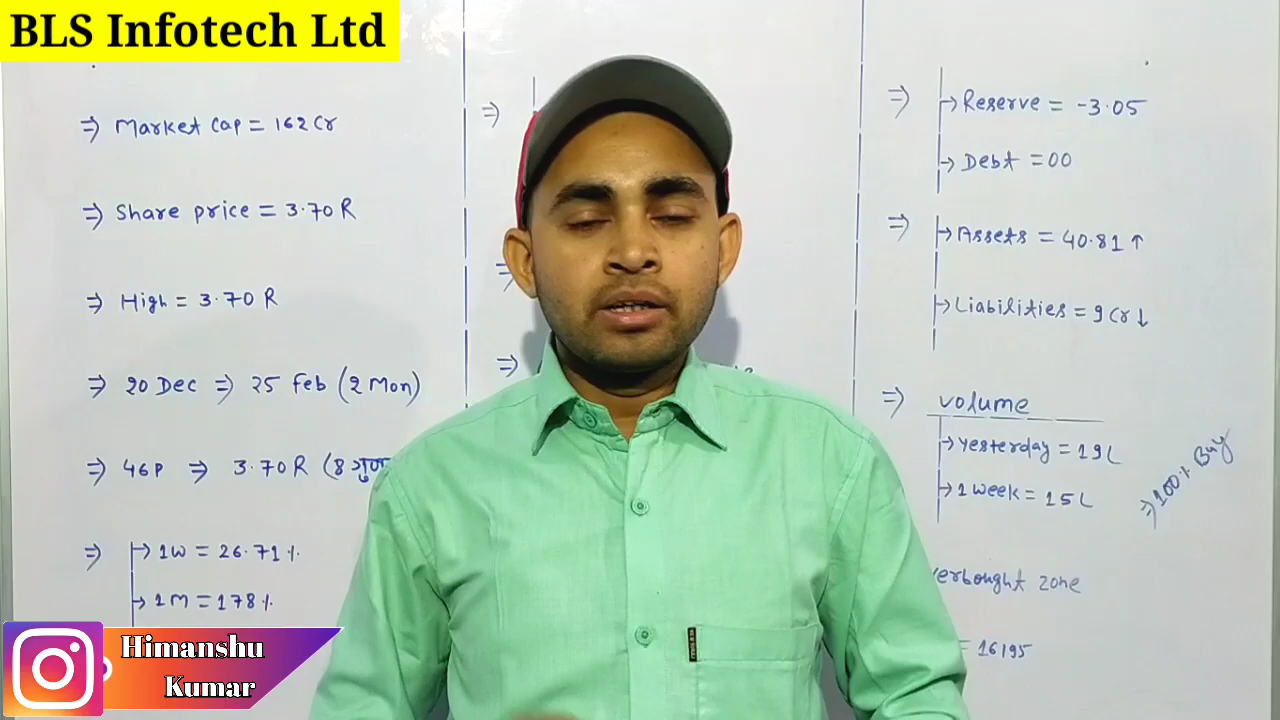 BLS Infotech Ltd
⇒ Market Cap = 162 Cr
⇒ Share price = 3.70 R
⇒ High = 3.70 R
⇒ 20 Dec ⇒ 25 Feb (2 Mon)
⇒ 46P ⇒ 3.70 R (8 गुना
⇒ → 1W = 26.71%
→ 1M = 178%
⇒
⇒
⇒
⇒ → Reserve = -3.05
→ Debt = 00
⇒ → Assets = 40.81 ↑
→ Liabilities = 9 Cr ↓
⇒ Volume
→ Yesterday = 19L
→ 1 week = 15L
⇒ 100% Buy
erbought zone
= 16195
Himanshu
Kumar